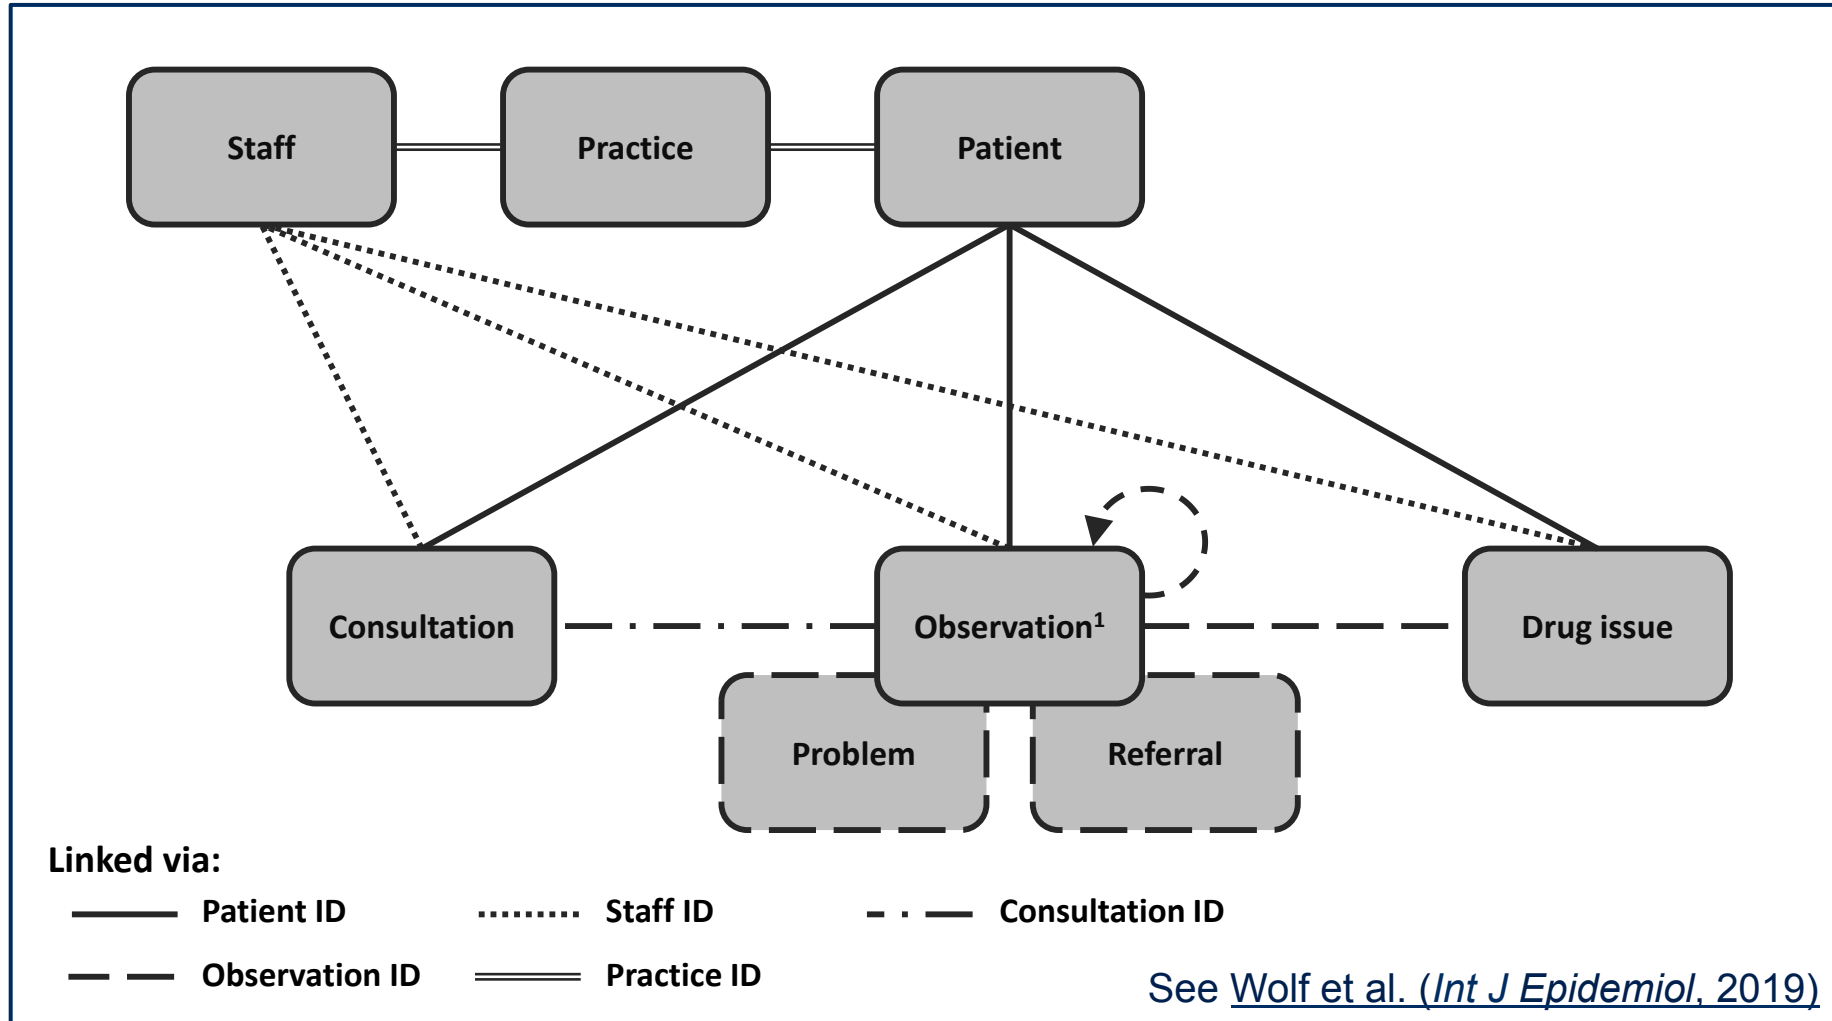 Staff
Practice
Patient
Consultation
Observation¹
Drug issue
Problem
Referral
Linked via:
Patient ID
Staff ID
Consultation ID
Observation ID
Practice ID
See Wolf et al. (Int J Epidemiol, 2019)